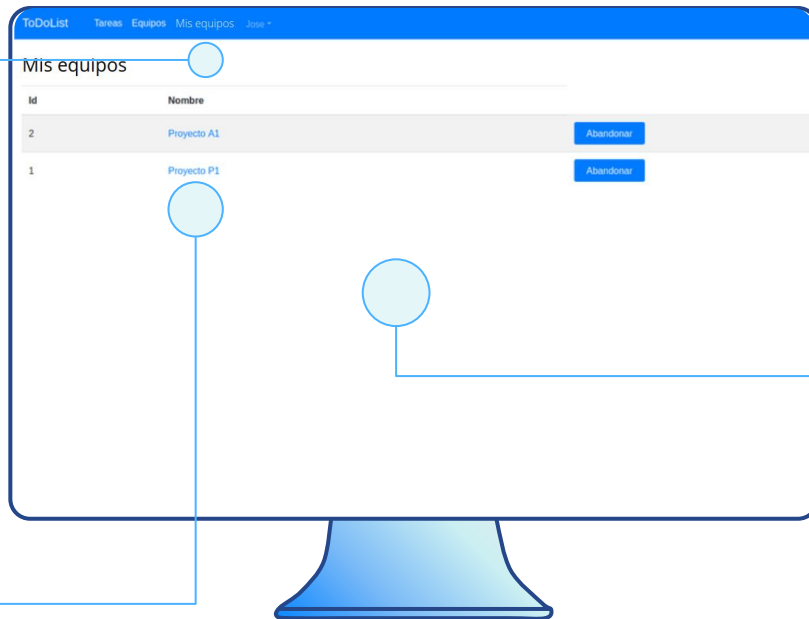 ToDoList Tareas Equipos Mis equipos Jose
Mis equipos
Id Nombre
2 Proyecto A1 Abandonar
1 Proyecto P1 Abandonar